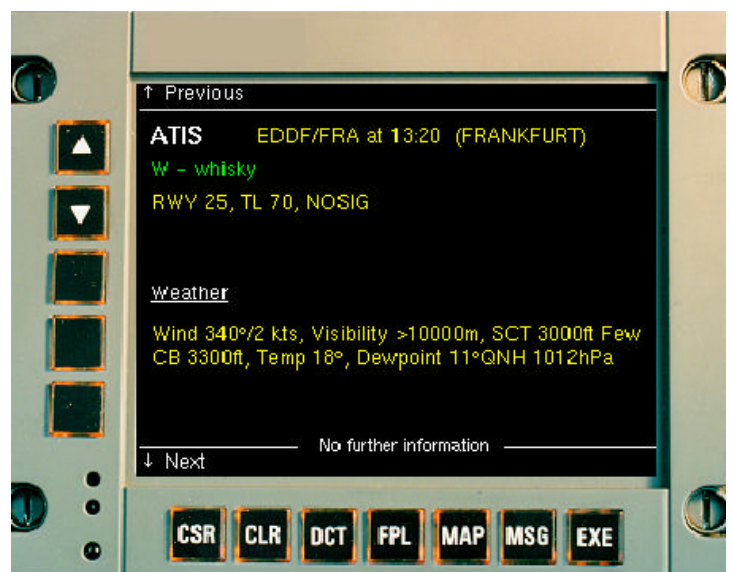 ↑ Previous
ATIS EDDF/FRA at 13:20 (FRANKFURT)
W - whisky
RWY 25, TL 70, NOSIG
Weather
Wind 340°/2 kts, Visibility >10000m, SCT 3000ft Few
CB 3300ft, Temp 18°, Dewpoint 11°QNH 1012hPa
No further information
↓ Next
CSR CLR DCT FPL MAP MSG EXE